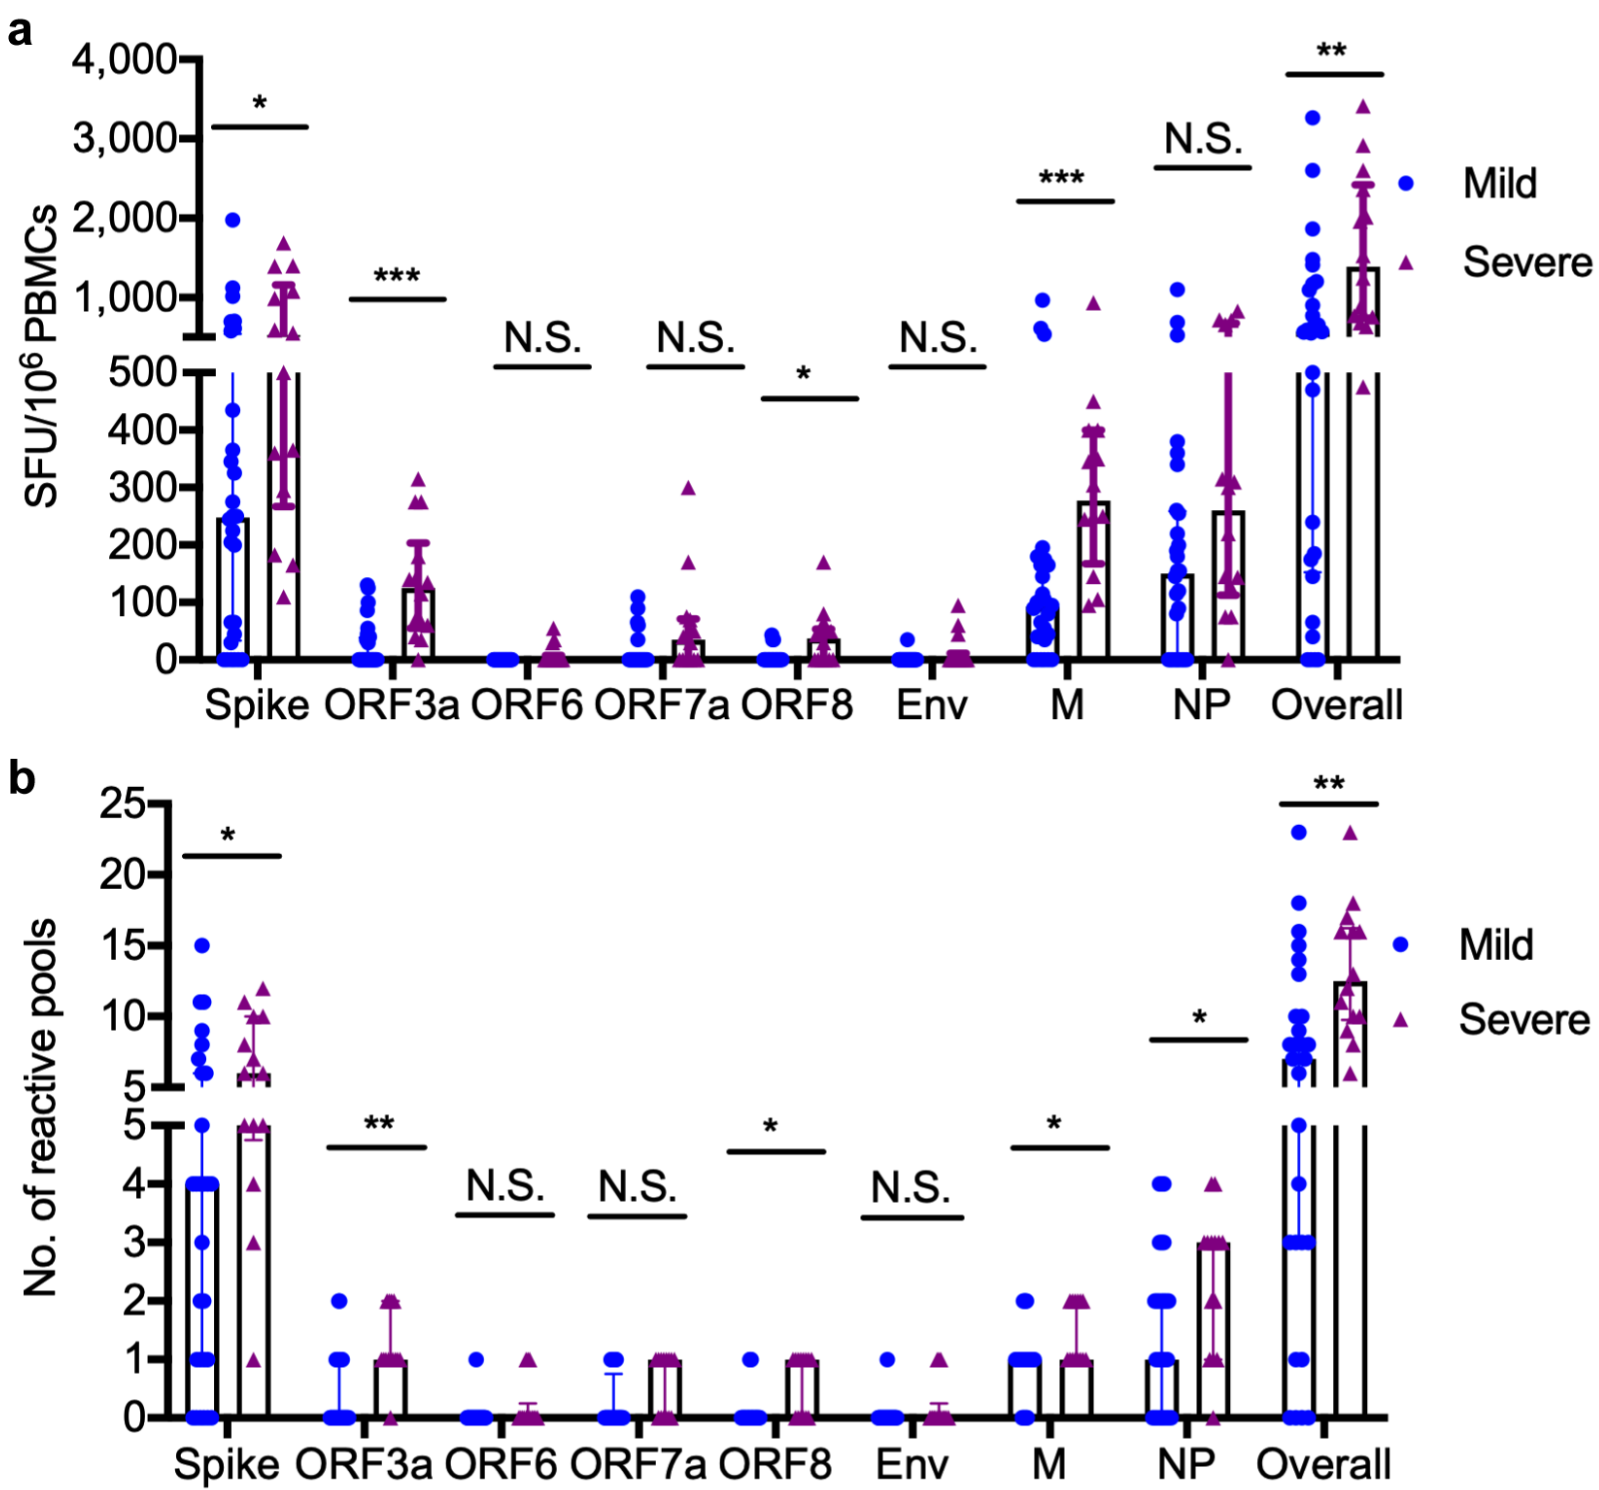 a
4,000
3,000
2,000
1,000
500
400
300
200
100
0
SFU/10⁶ PBMCs
*
***
N.S.
N.S.
*
N.S.
***
N.S.
**
Mild
Severe
Spike ORF3a ORF6 ORF7a ORF8 Env M NP Overall
b
25
20
15
10
5
5
4
3
2
1
0
No. of reactive pools
*
**
N.S.
N.S.
*
N.S.
*
*
**
Mild
Severe
Spike ORF3a ORF6 ORF7a ORF8 Env M NP Overall